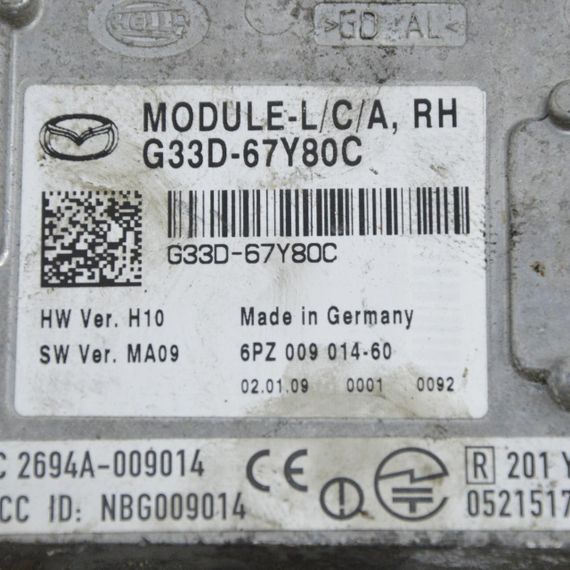 HELLA
>GD-AL<
MODULE-L/C/A, RH
G33D-67Y80C
G33D-67Y80C
HW Ver. H10 Made in Germany
SW Ver. MA09 6PZ 009 014-60
02.01.09 0001 0092
C 2694A-009014 CE R 201
CC ID: NBG009014 0521517